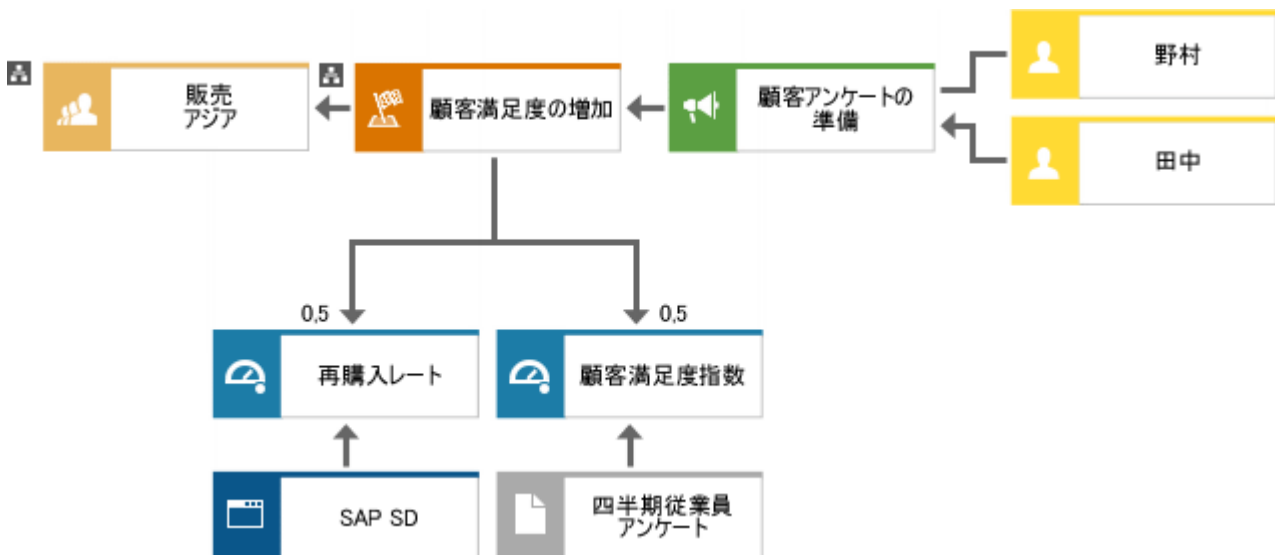 野村
販売
アジア
顧客満足度の増加
顧客アンケートの
準備
田中
0,5
0,5
再購入レート
顧客満足度指数
SAP SD
四半期従業員
アンケート